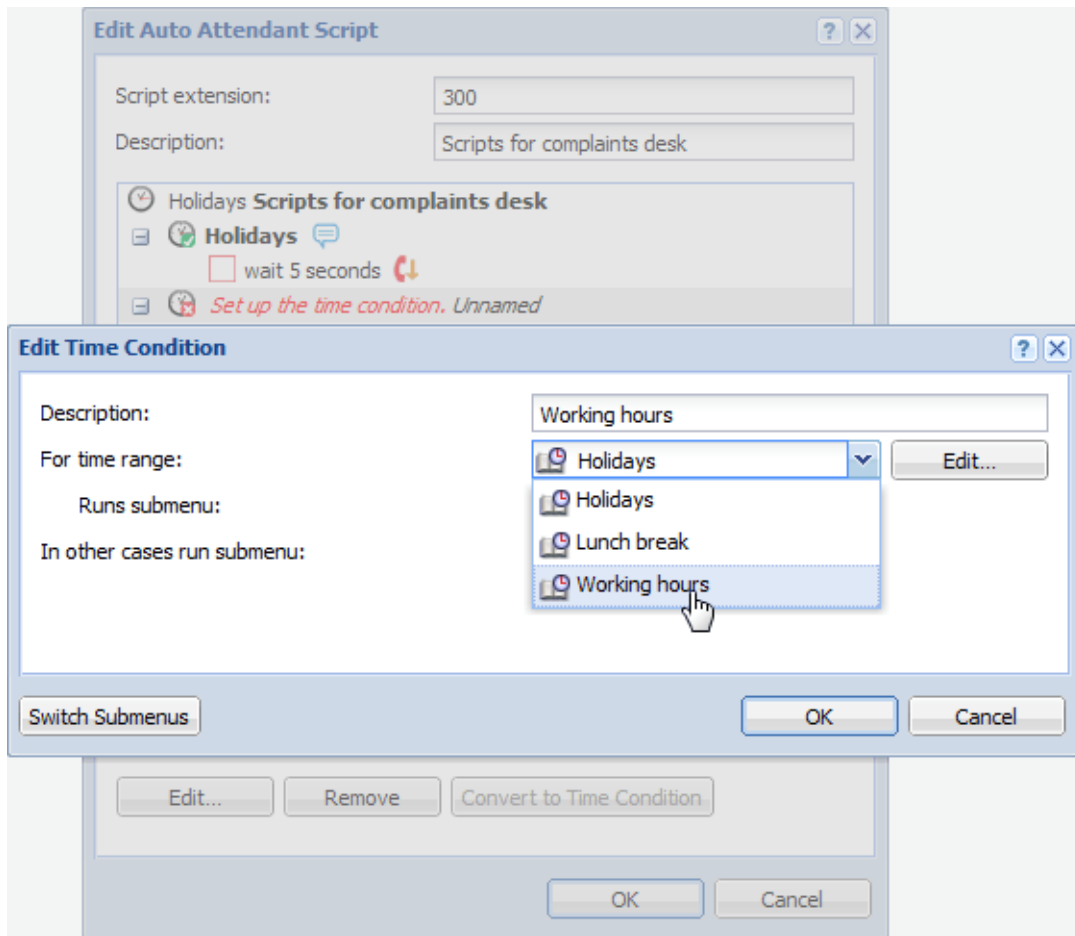 Edit Auto Attendant Script
Script extension: 300
Description: Scripts for complaints desk
Holidays Scripts for complaints desk
Holidays
wait 5 seconds
Set up the time condition. Unnamed
Edit Time Condition
Description: Working hours
For time range: Holidays Edit...
Runs submenu: Holidays
In other cases run submenu: Lunch break
Working hours
Switch Submenus OK Cancel
Edit... Remove Convert to Time Condition
OK Cancel